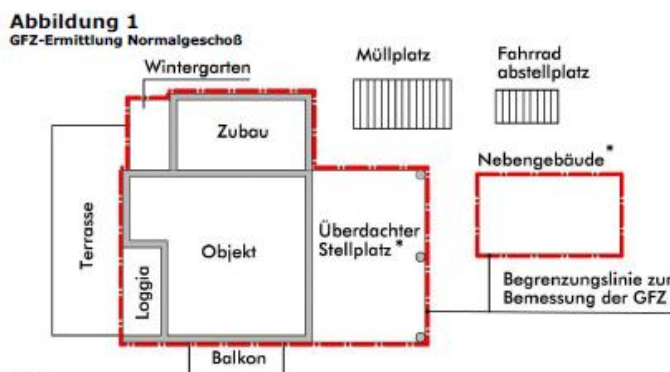 Abbildung 1
GFZ-Ermittlung Normalgeschoß
Wintergarten
Müllplatz
Fahrrad
abstellplatz
Zubau
Nebengebäude*
Terrasse
Objekt
Überdachter
Stellplatz*
Loggia
Begrenzungslinie zur
Bemessung der GFZ
Balkon